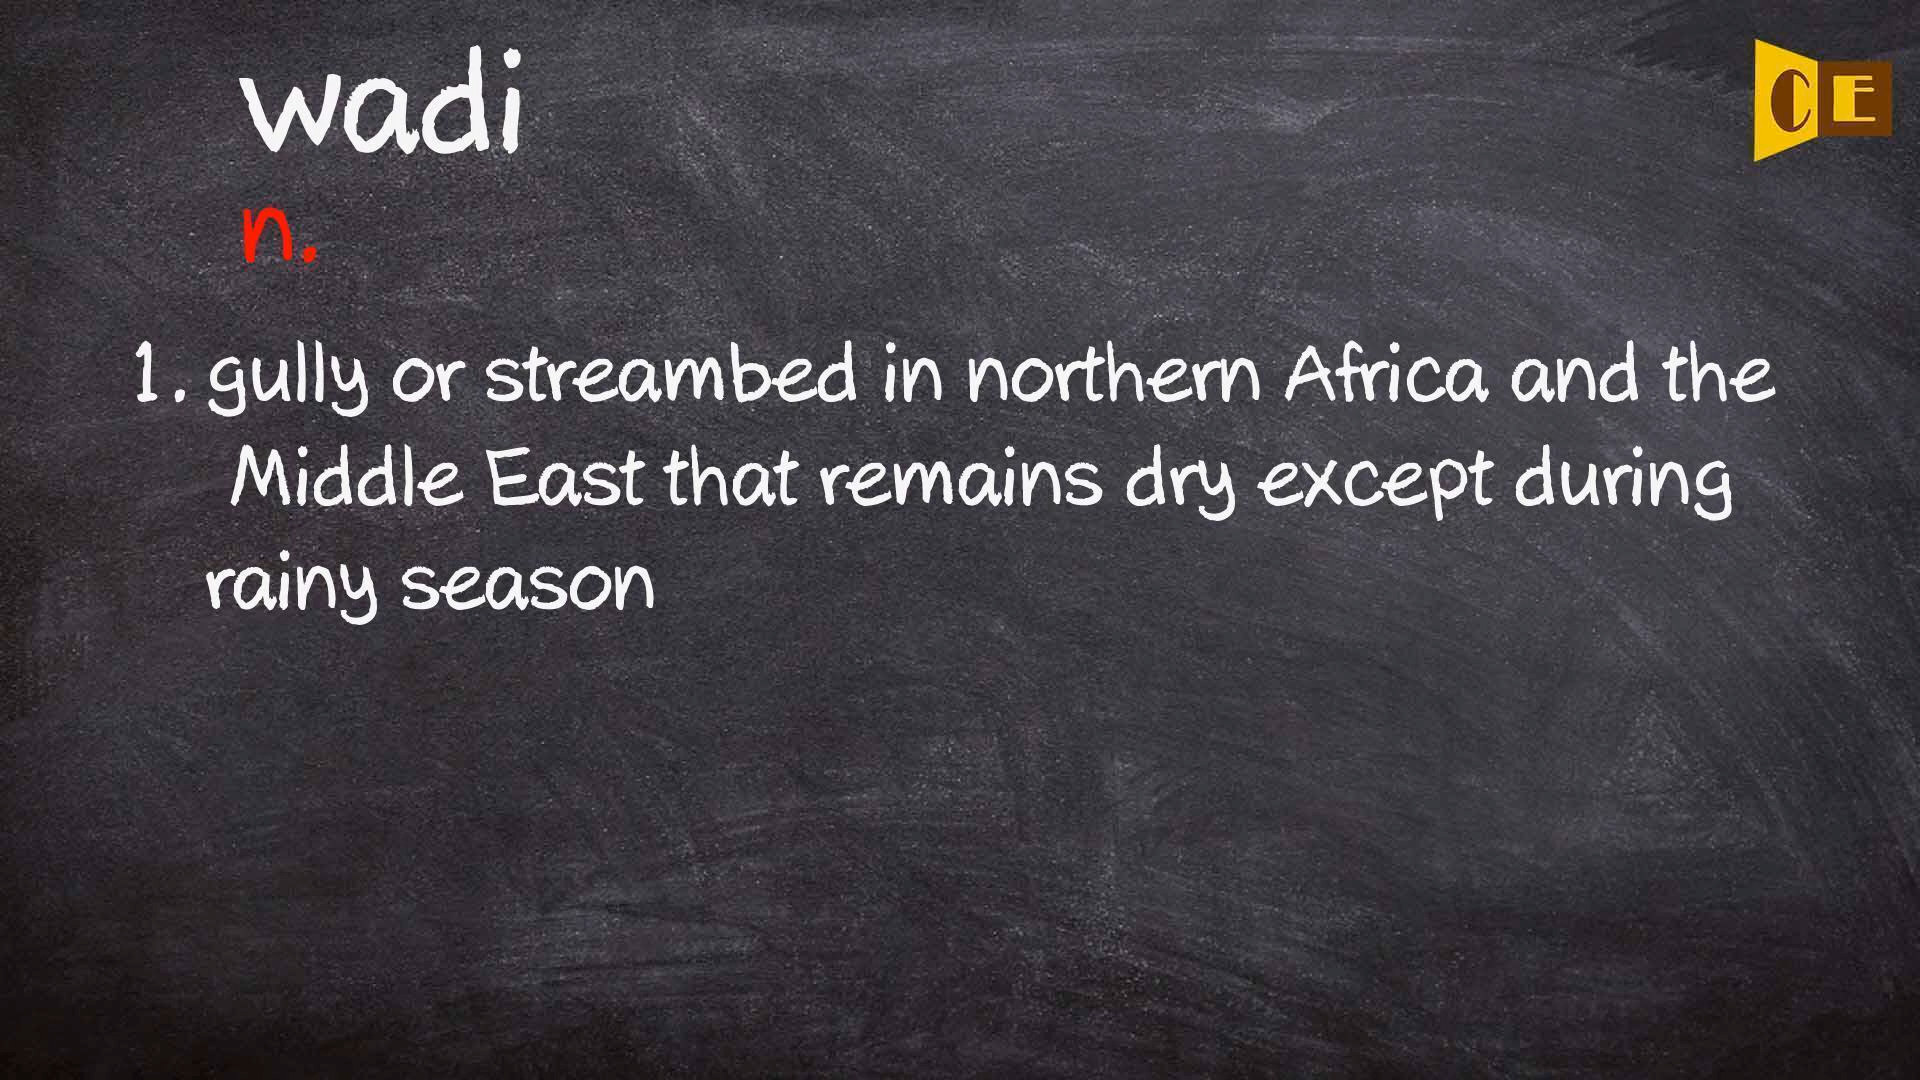 wadi
CE
n.
1. gully or streambed in northern Africa and the
Middle East that remains dry except during
rainy season